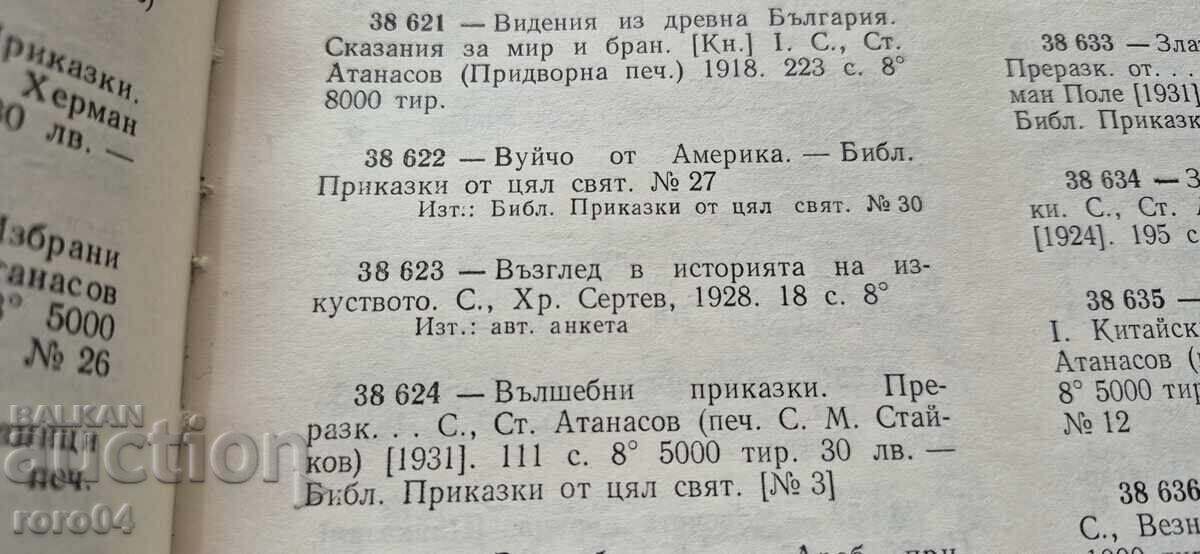 Приказки.
Херман
30 лв. —
Избрани
5000
№ 26
печ.
38 621 — Видения из древна България.
Сказания за мир и бран. [Кн.] I. С., Ст.
Атанасов (Придворна печ.) 1918. 223 с. 8°
8000 тир.
38 622 — Вуйчо от Америка. — Библ.
Приказки от цял свят. № 27
Изт.: Библ. Приказки от цял свят. № 30
38 623 — Възглед в историята на из-
куството. С., Хр. Сертев, 1928. 18 с. 8°
Изт.: авт. анкета
38 624 — Вълшебни приказки. Пре-
разк. . . С., Ст. Атанасов (печ. С. М. Стай-
ков) [1931]. 111 с. 8° 5000 тир. 30 лв. —
Библ. Приказки от цял свят. [№ 3]
38 633 — Злат
Преразк. от. . .
ман Поле [1931]
Библ. Приказк
38 634 — З
ки. С., Ст. А
[1924]. 195 с
38 635 —
I. Китайск
Атанасов (
8° 5000 тир
№ 12
38 636
С., Везн
BALKAN
auction
roro04